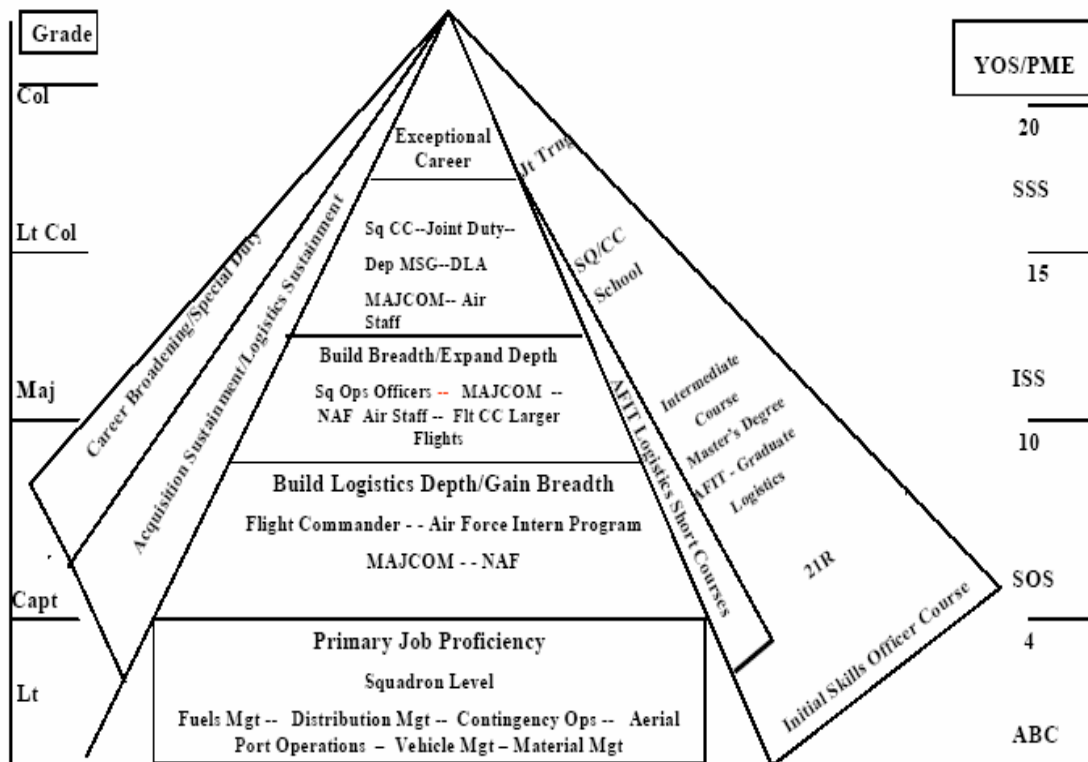 Grade
Col
Lt Col
Maj
Capt
Lt
Career Broadening/Special Duty
Acquisition Sustainment/Logistics Sustainment
Exceptional
Career
Sq CC--Joint Duty--
Dep MSG--DLA
MAJCOM-- Air
Staff
Build Breadth/Expand Depth
Sq Ops Officers -- MAJCOM --
NAF Air Staff -- Flt CC Larger
Flights
Build Logistics Depth/Gain Breadth
Flight Commander - - Air Force Intern Program
MAJCOM - - NAF
Primary Job Proficiency
Squadron Level
Fuels Mgt -- Distribution Mgt -- Contingency Ops -- Aerial
Port Operations – Vehicle Mgt – Material Mgt
Jt Trng
SQ/CC
School
AFIT Logistics Short Courses
Intermediate
Course
Master's Degree
AFIT - Graduate
Logistics
21R
Initial Skills Officer Course
YOS/PME
20
SSS
15
ISS
10
SOS
4
ABC